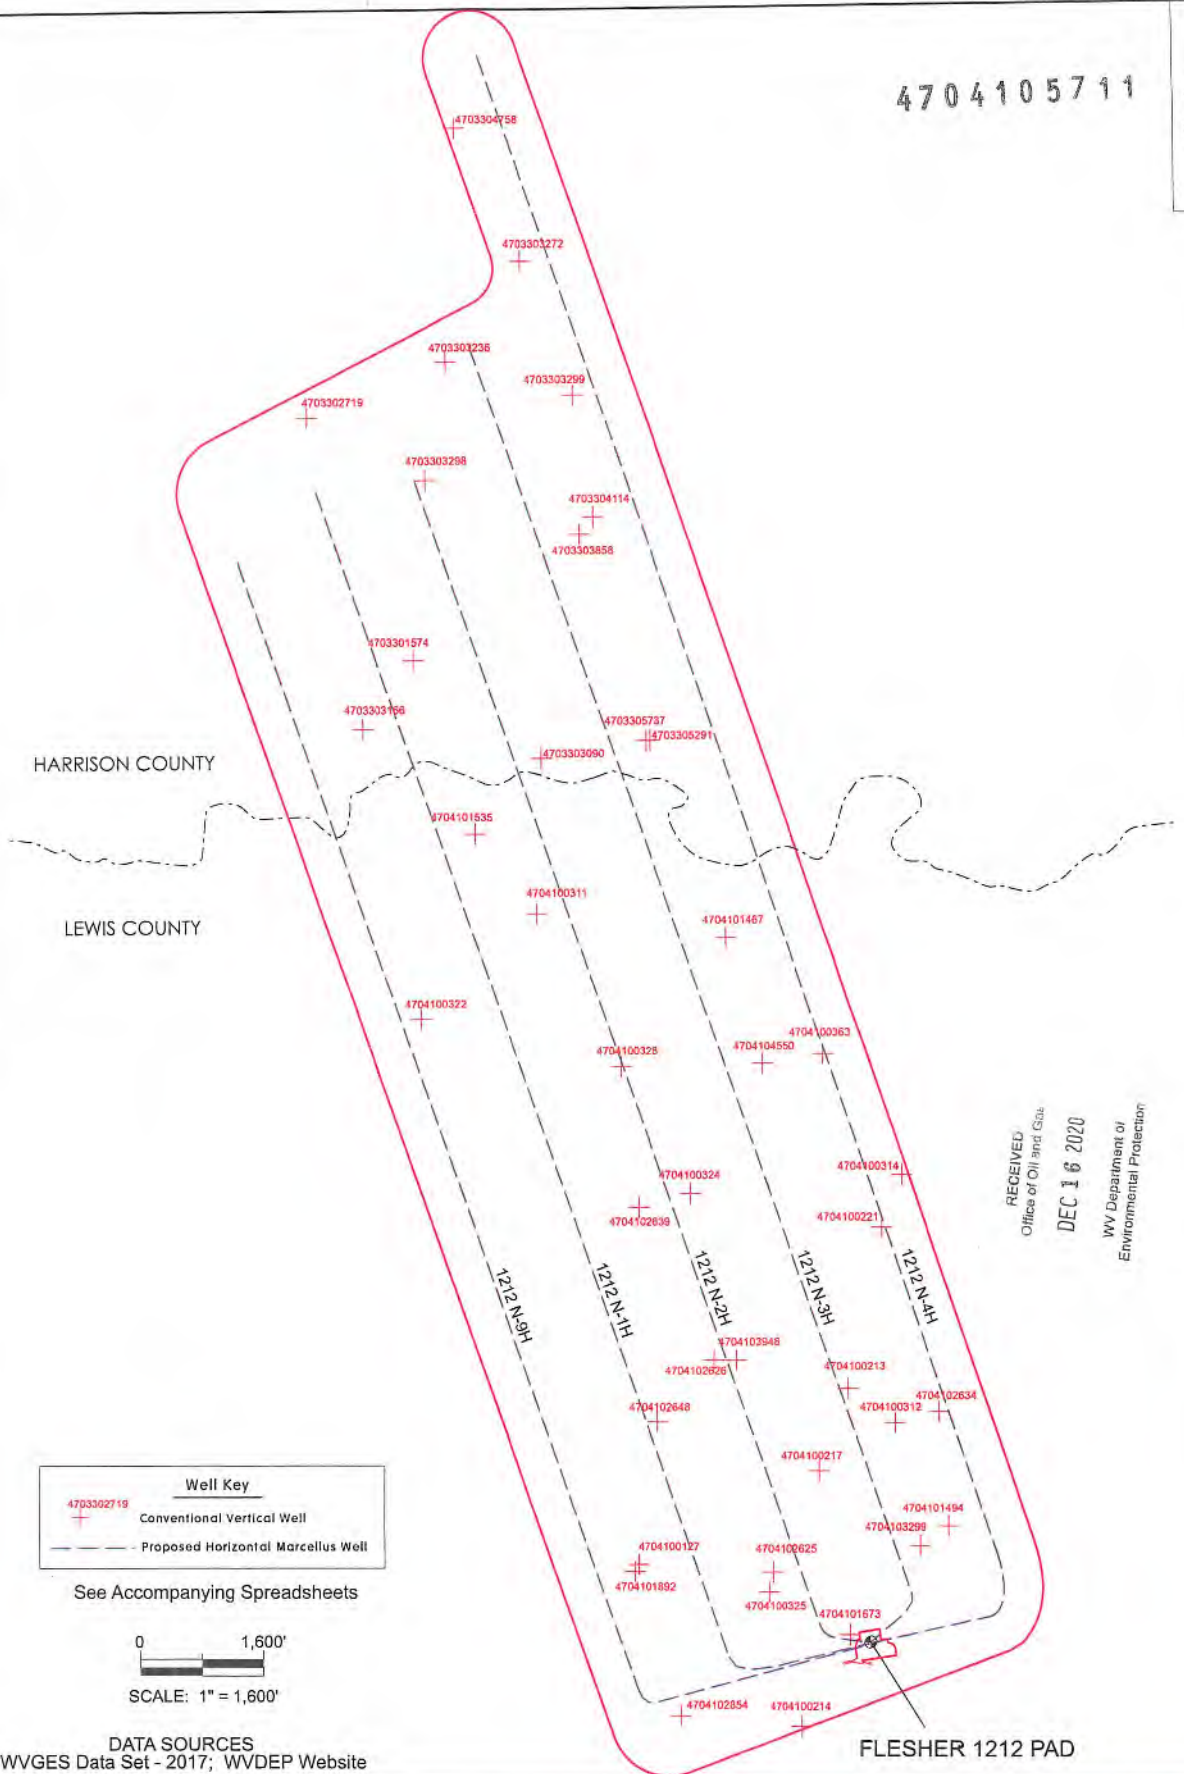 4704105711
4703304758
4703303272
4703303236
4703303299
4703302719
4703303298
4703304114
4703303858
4703301574
4703303166
4703305737
4703305291
4703303090
HARRISON COUNTY
4704101535
4704100311
LEWIS COUNTY
4704101467
4704100322
4704100328
4704104550
4704100363
RECEIVED
Office of Oil and Gas
DEC 16 2020
WV Department of
Environmental Protection
4704100324
4704102639
4704100314
4704100221
1212 N-9H
1212 N-1H
1212 N-2H
1212 N-3H
1212 N-4H
4704103946
4704102626
4704100213
4704102648
4704100312
4704102634
4704100217
4704101494
4704103299
4704100127
4704101892
4704102625
4704100325
4704101673
4704102854
4704100214
FLESHER 1212 PAD
Well Key
4703302719
Conventional Vertical Well
Proposed Horizontal Marcellus Well
See Accompanying Spreadsheets
0 1,600'
SCALE: 1" = 1,600'
DATA SOURCES
WVGES Data Set - 2017; WVDEP Website